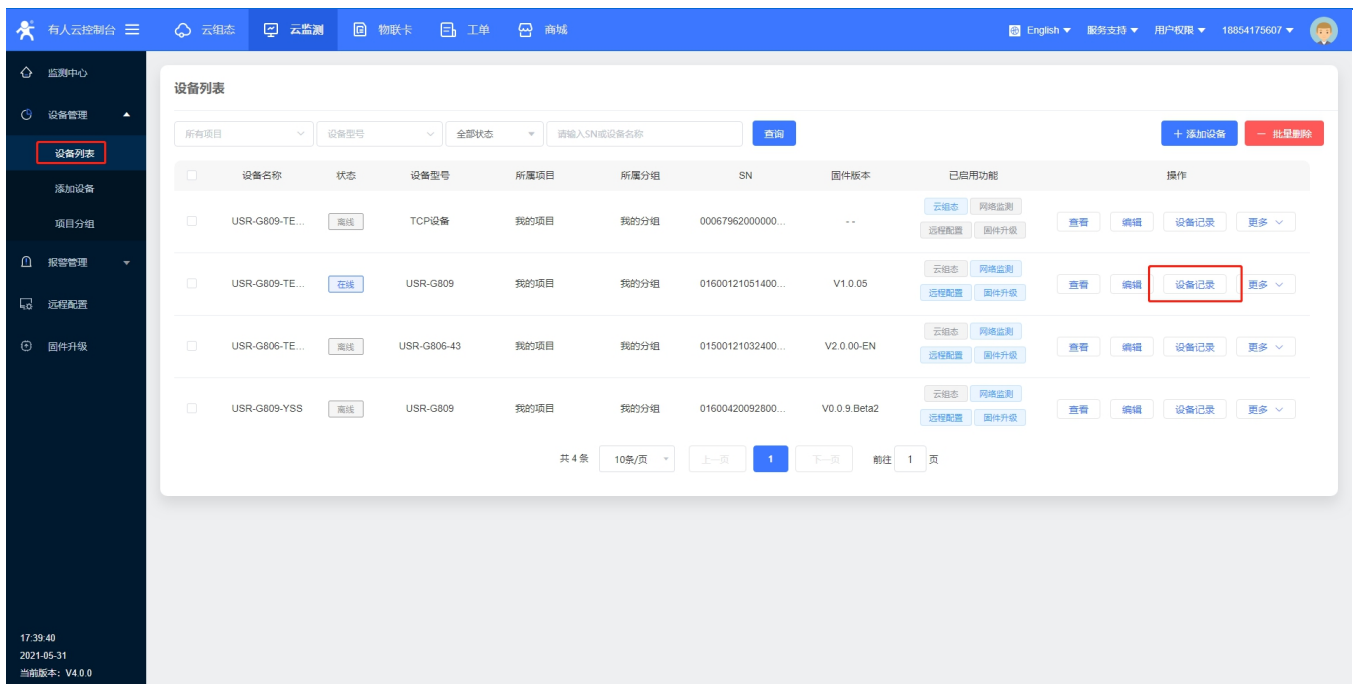 有人云控制台 云组态 云监测 物联卡 工单 商城 English 服务支持 用户权限 18854175607
监测中心
设备管理
设备列表
添加设备
项目分组
报警管理
远程配置
固件升级
17:39:40
2021-05-31
当前版本：V4.0.0
设备列表
所有项目 设备型号 全部状态 请输入SN或设备名称 查询 + 添加设备 － 批量删除
设备名称 状态 设备型号 所属项目 所属分组 SN 固件版本 已启用功能 操作
云组态 网络监测
USR-G809-TE... 离线 TCP设备 我的项目 我的分组 00067962000000... - - 查看 编辑 设备记录 更多
远程配置 固件升级
云组态 网络监测
USR-G809-TE... 在线 USR-G809 我的项目 我的分组 01600121051400... V1.0.05 查看 编辑 设备记录 更多
远程配置 固件升级
云组态 网络监测
USR-G806-TE... 离线 USR-G806-43 我的项目 我的分组 01500121032400... V2.0.00-EN 查看 编辑 设备记录 更多
远程配置 固件升级
云组态 网络监测
USR-G809-YSS 离线 USR-G809 我的项目 我的分组 01600420092800... V0.0.9.Beta2 查看 编辑 设备记录 更多
远程配置 固件升级
共 4 条 10条/页 上一页 1 下一页 前往 1 页